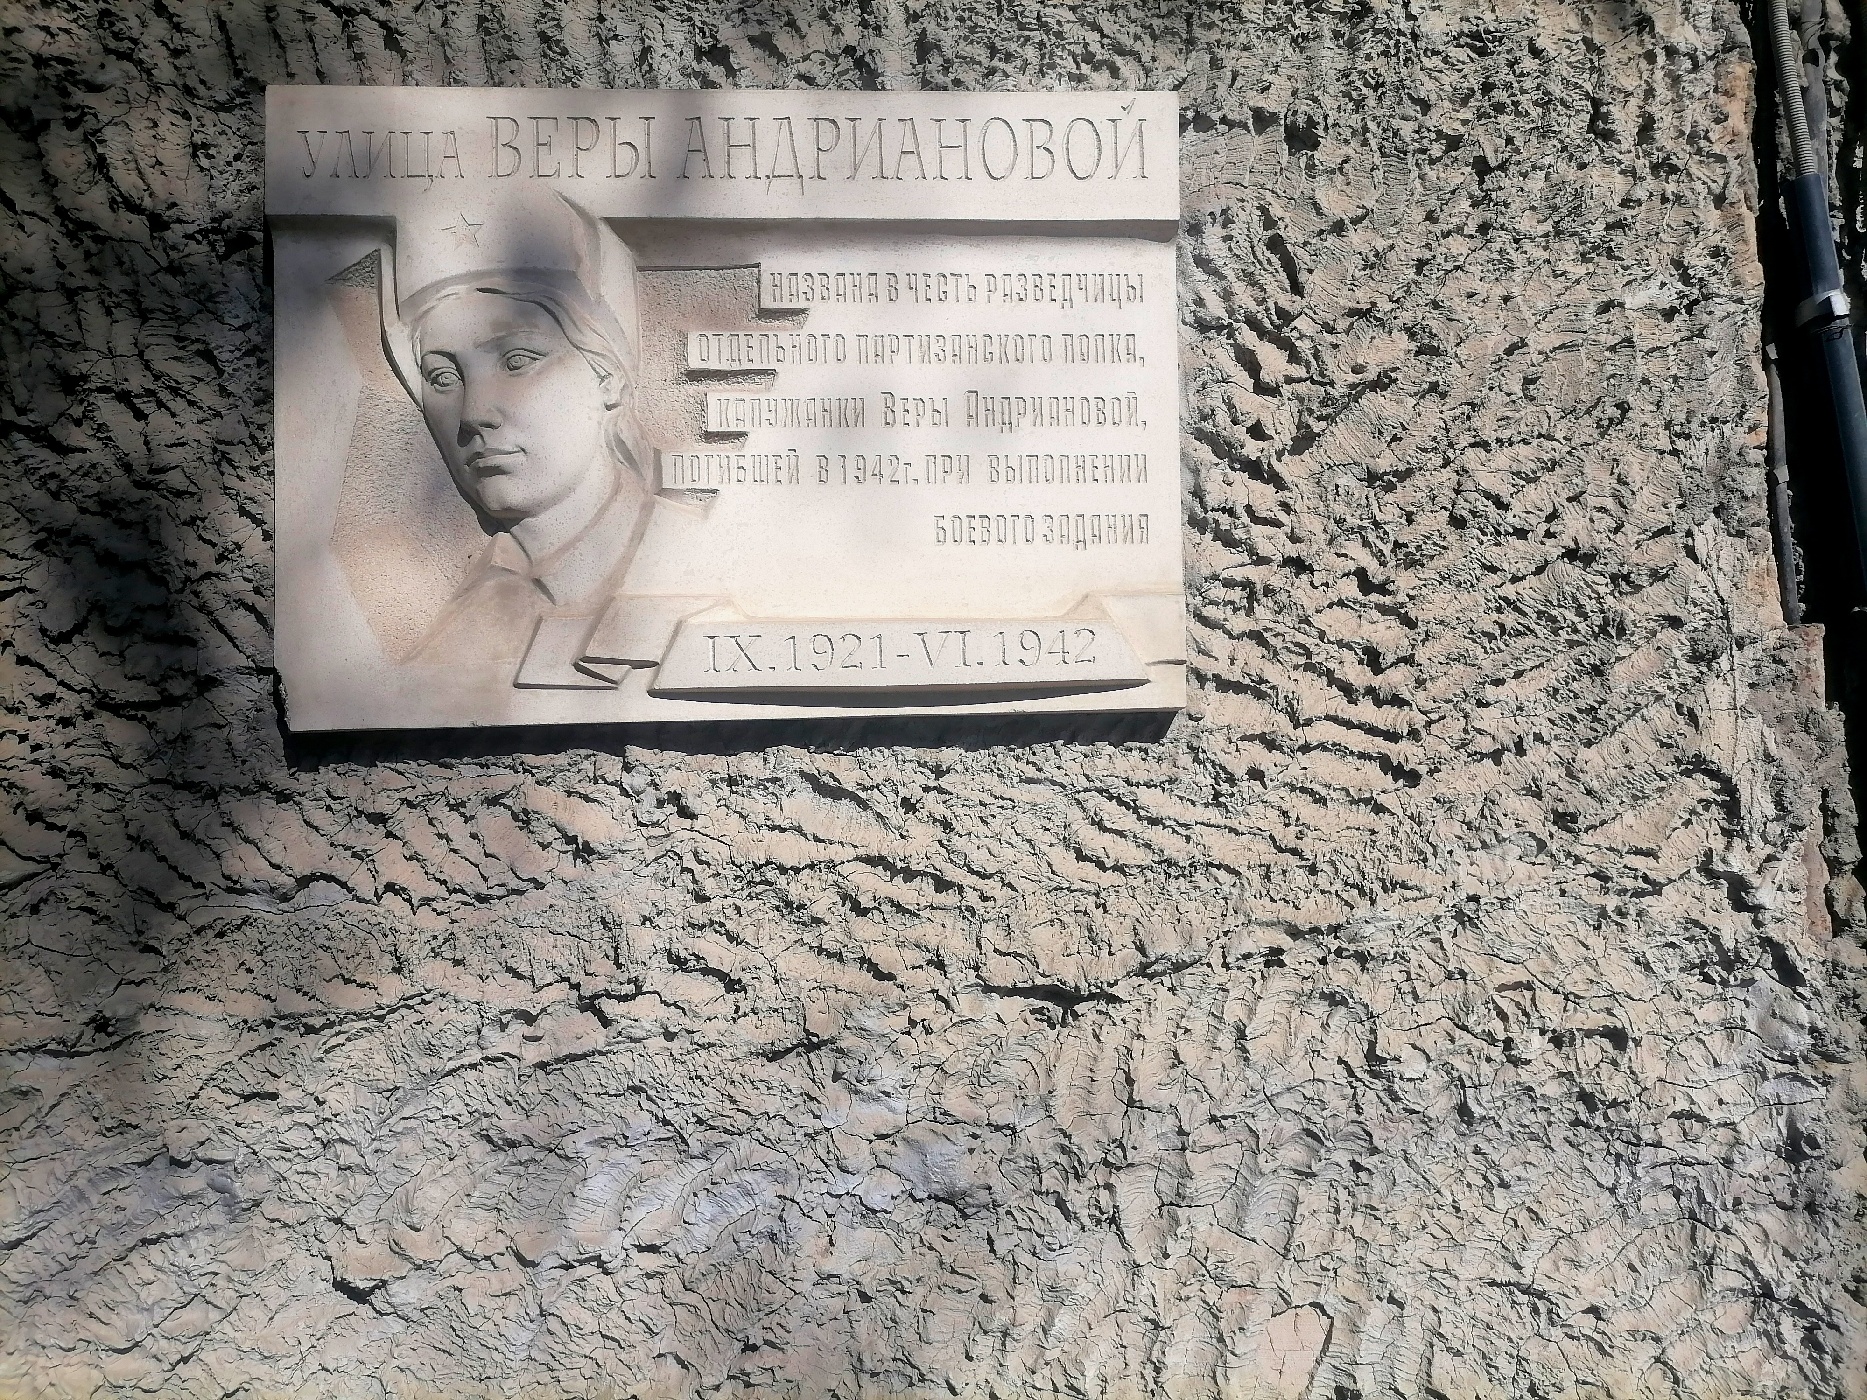 УЛИЦА ВЕРЫ АНДРИАНОВОЙ
НАЗВАНА В ЧЕСТЬ РАЗВЕДЧИЦЫ
ОТДЕЛЬНОГО ПАРТИЗАНСКОГО ПОЛКА,
КАЛУЖАНКИ ВЕРЫ АНДРИАНОВОЙ,
ПОГИБШЕЙ В 1942г. ПРИ ВЫПОЛНЕНИИ
БОЕВОГО ЗАДАНИЯ
IX.1921-VI.1942